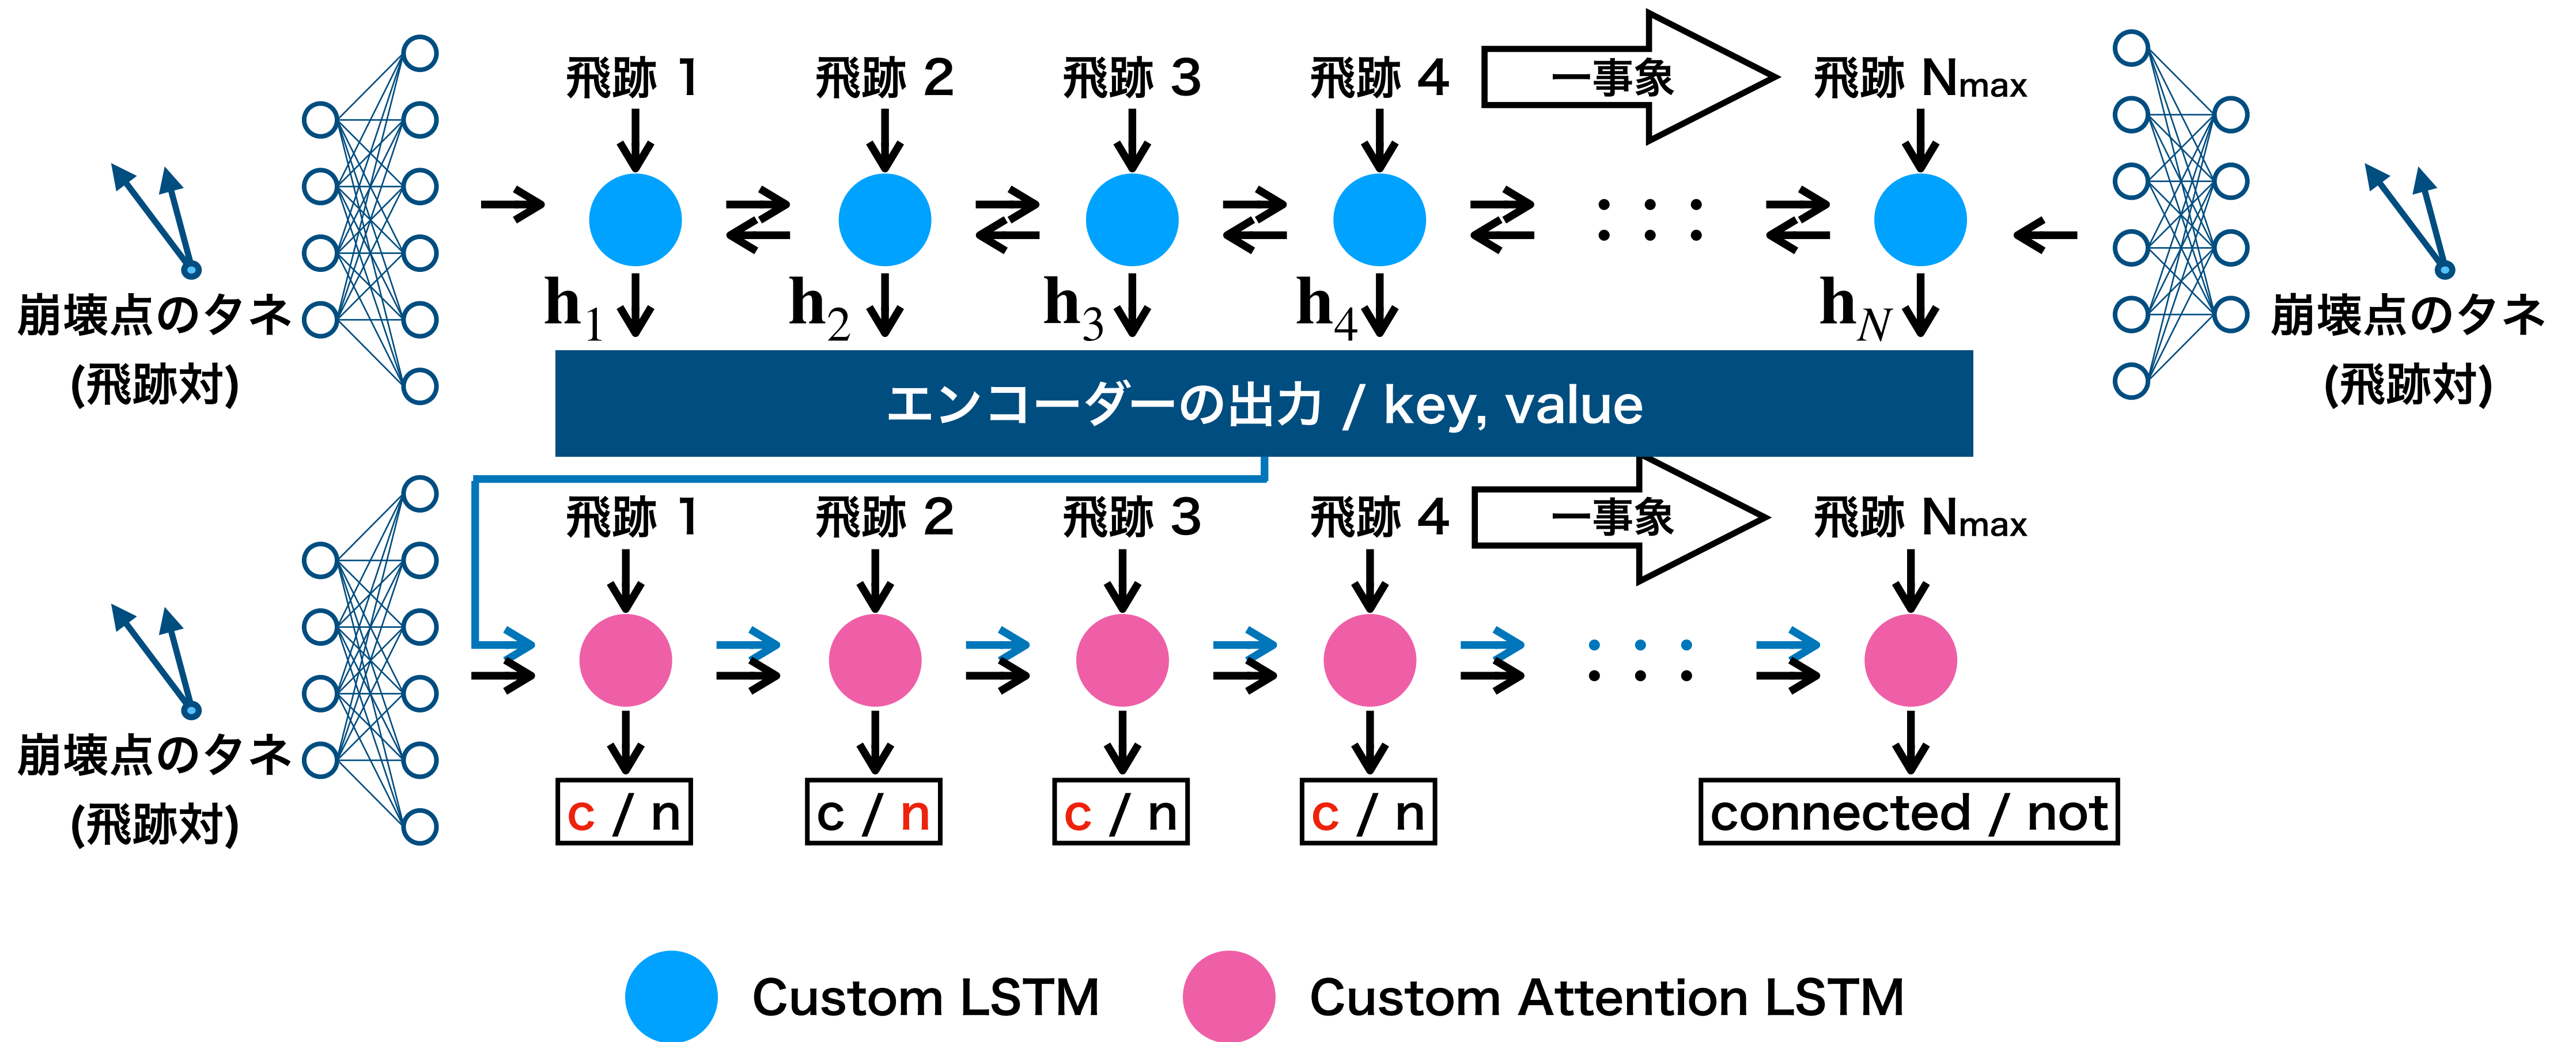 飛跡 1
飛跡 2
飛跡 3
飛跡 4
一事象
飛跡 Nmax
h1
h2
h3
h4
hN
崩壊点のタネ
(飛跡対)
崩壊点のタネ
(飛跡対)
エンコーダーの出力 / key, value
飛跡 1
飛跡 2
飛跡 3
飛跡 4
一事象
飛跡 Nmax
崩壊点のタネ
(飛跡対)
c / n
c / n
c / n
c / n
connected / not
Custom LSTM
Custom Attention LSTM